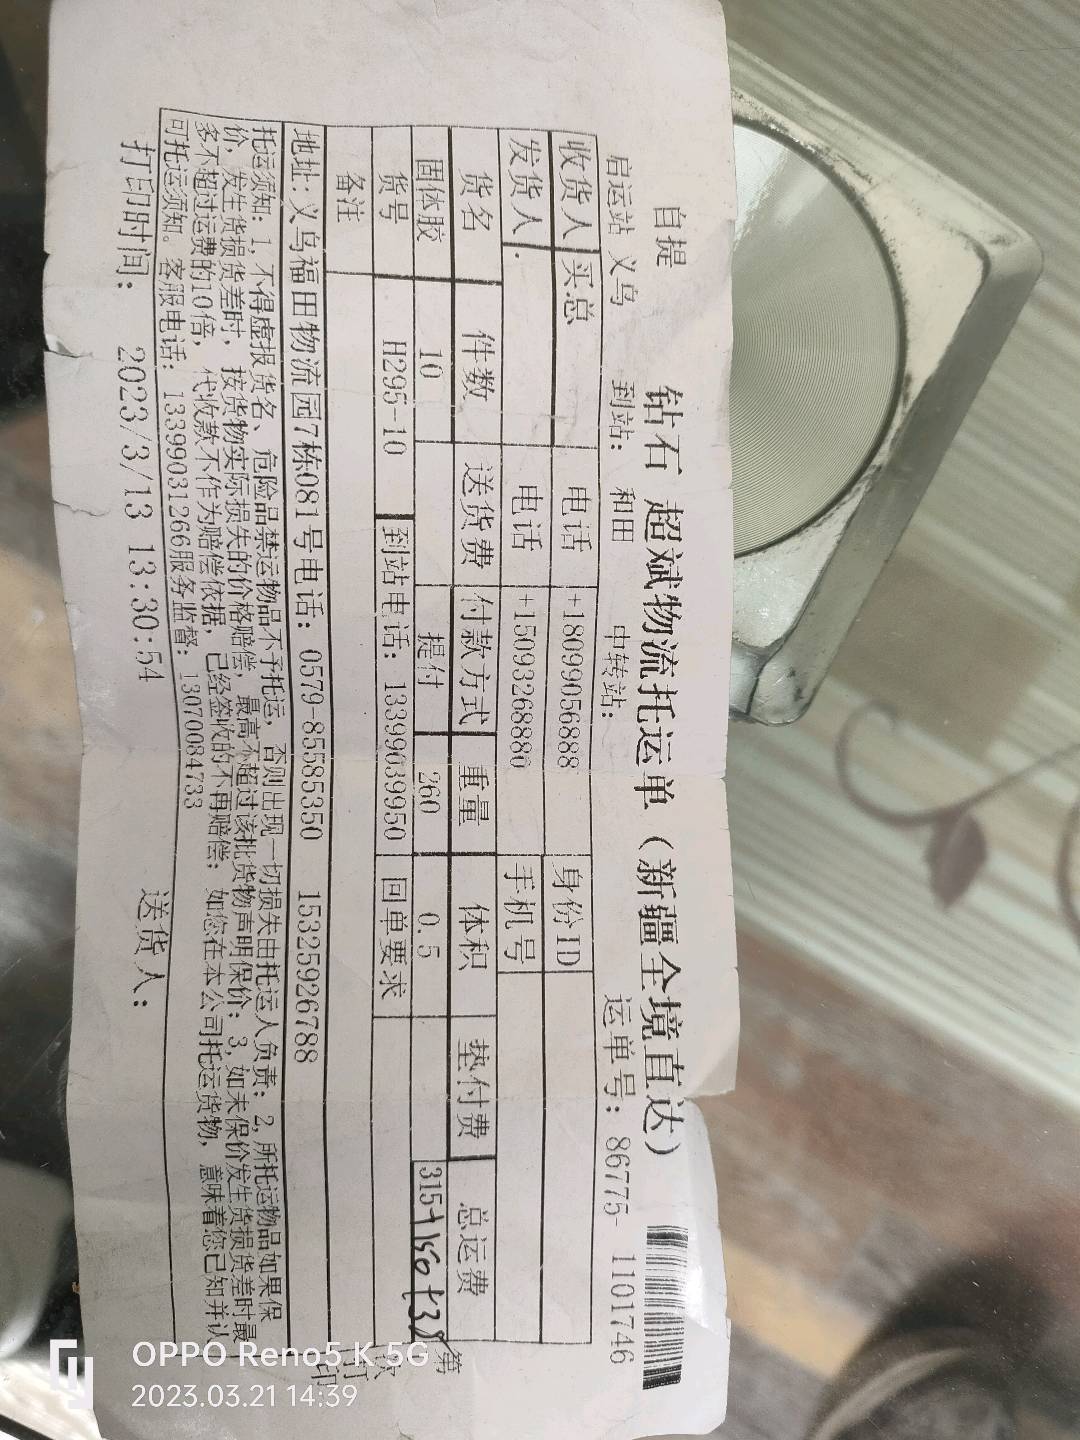 自提
钻石 超斌物流托运单（新疆全境直达）
启运站 义乌 到站： 和田 中转站： 运单号： 86775- 1101746
收货人 买总 电话 +18099056888 身份ID
发货人 . 电话 +15093268880 手机号
货名 件数 送货费 付款方式 重量 体积 垫付费 总运费
固体胶 10 提付 260 0.5 315+150+30
货号 H295-10 到站电话： 13399039950 回单要求
备注
地址：义乌福田物流园7栋081号电话： 0579-85585350 15325926788
托运须知：1，不得虚报货名、危险品禁运物品不予托运，否则出现一切损失由托运人负责；2,所托运物品如果保
价，发生货损货差时，按货物实际损失的价格赔偿，最高不超过该批货物声明保价；3,如未保价发生货损货差时最
多不超过运费的10倍，代收款不作为赔偿依据，已经签收的不再赔偿；如您在本公司托运货物，意味着您已知并认
可托运须知。客服电话：13399031266服务监督：13070084733
打印时间： 2023/3/13 13:30:54 送货人：
第
次
打
印
OPPO Reno5 K 5G
2023.03.21 14:39